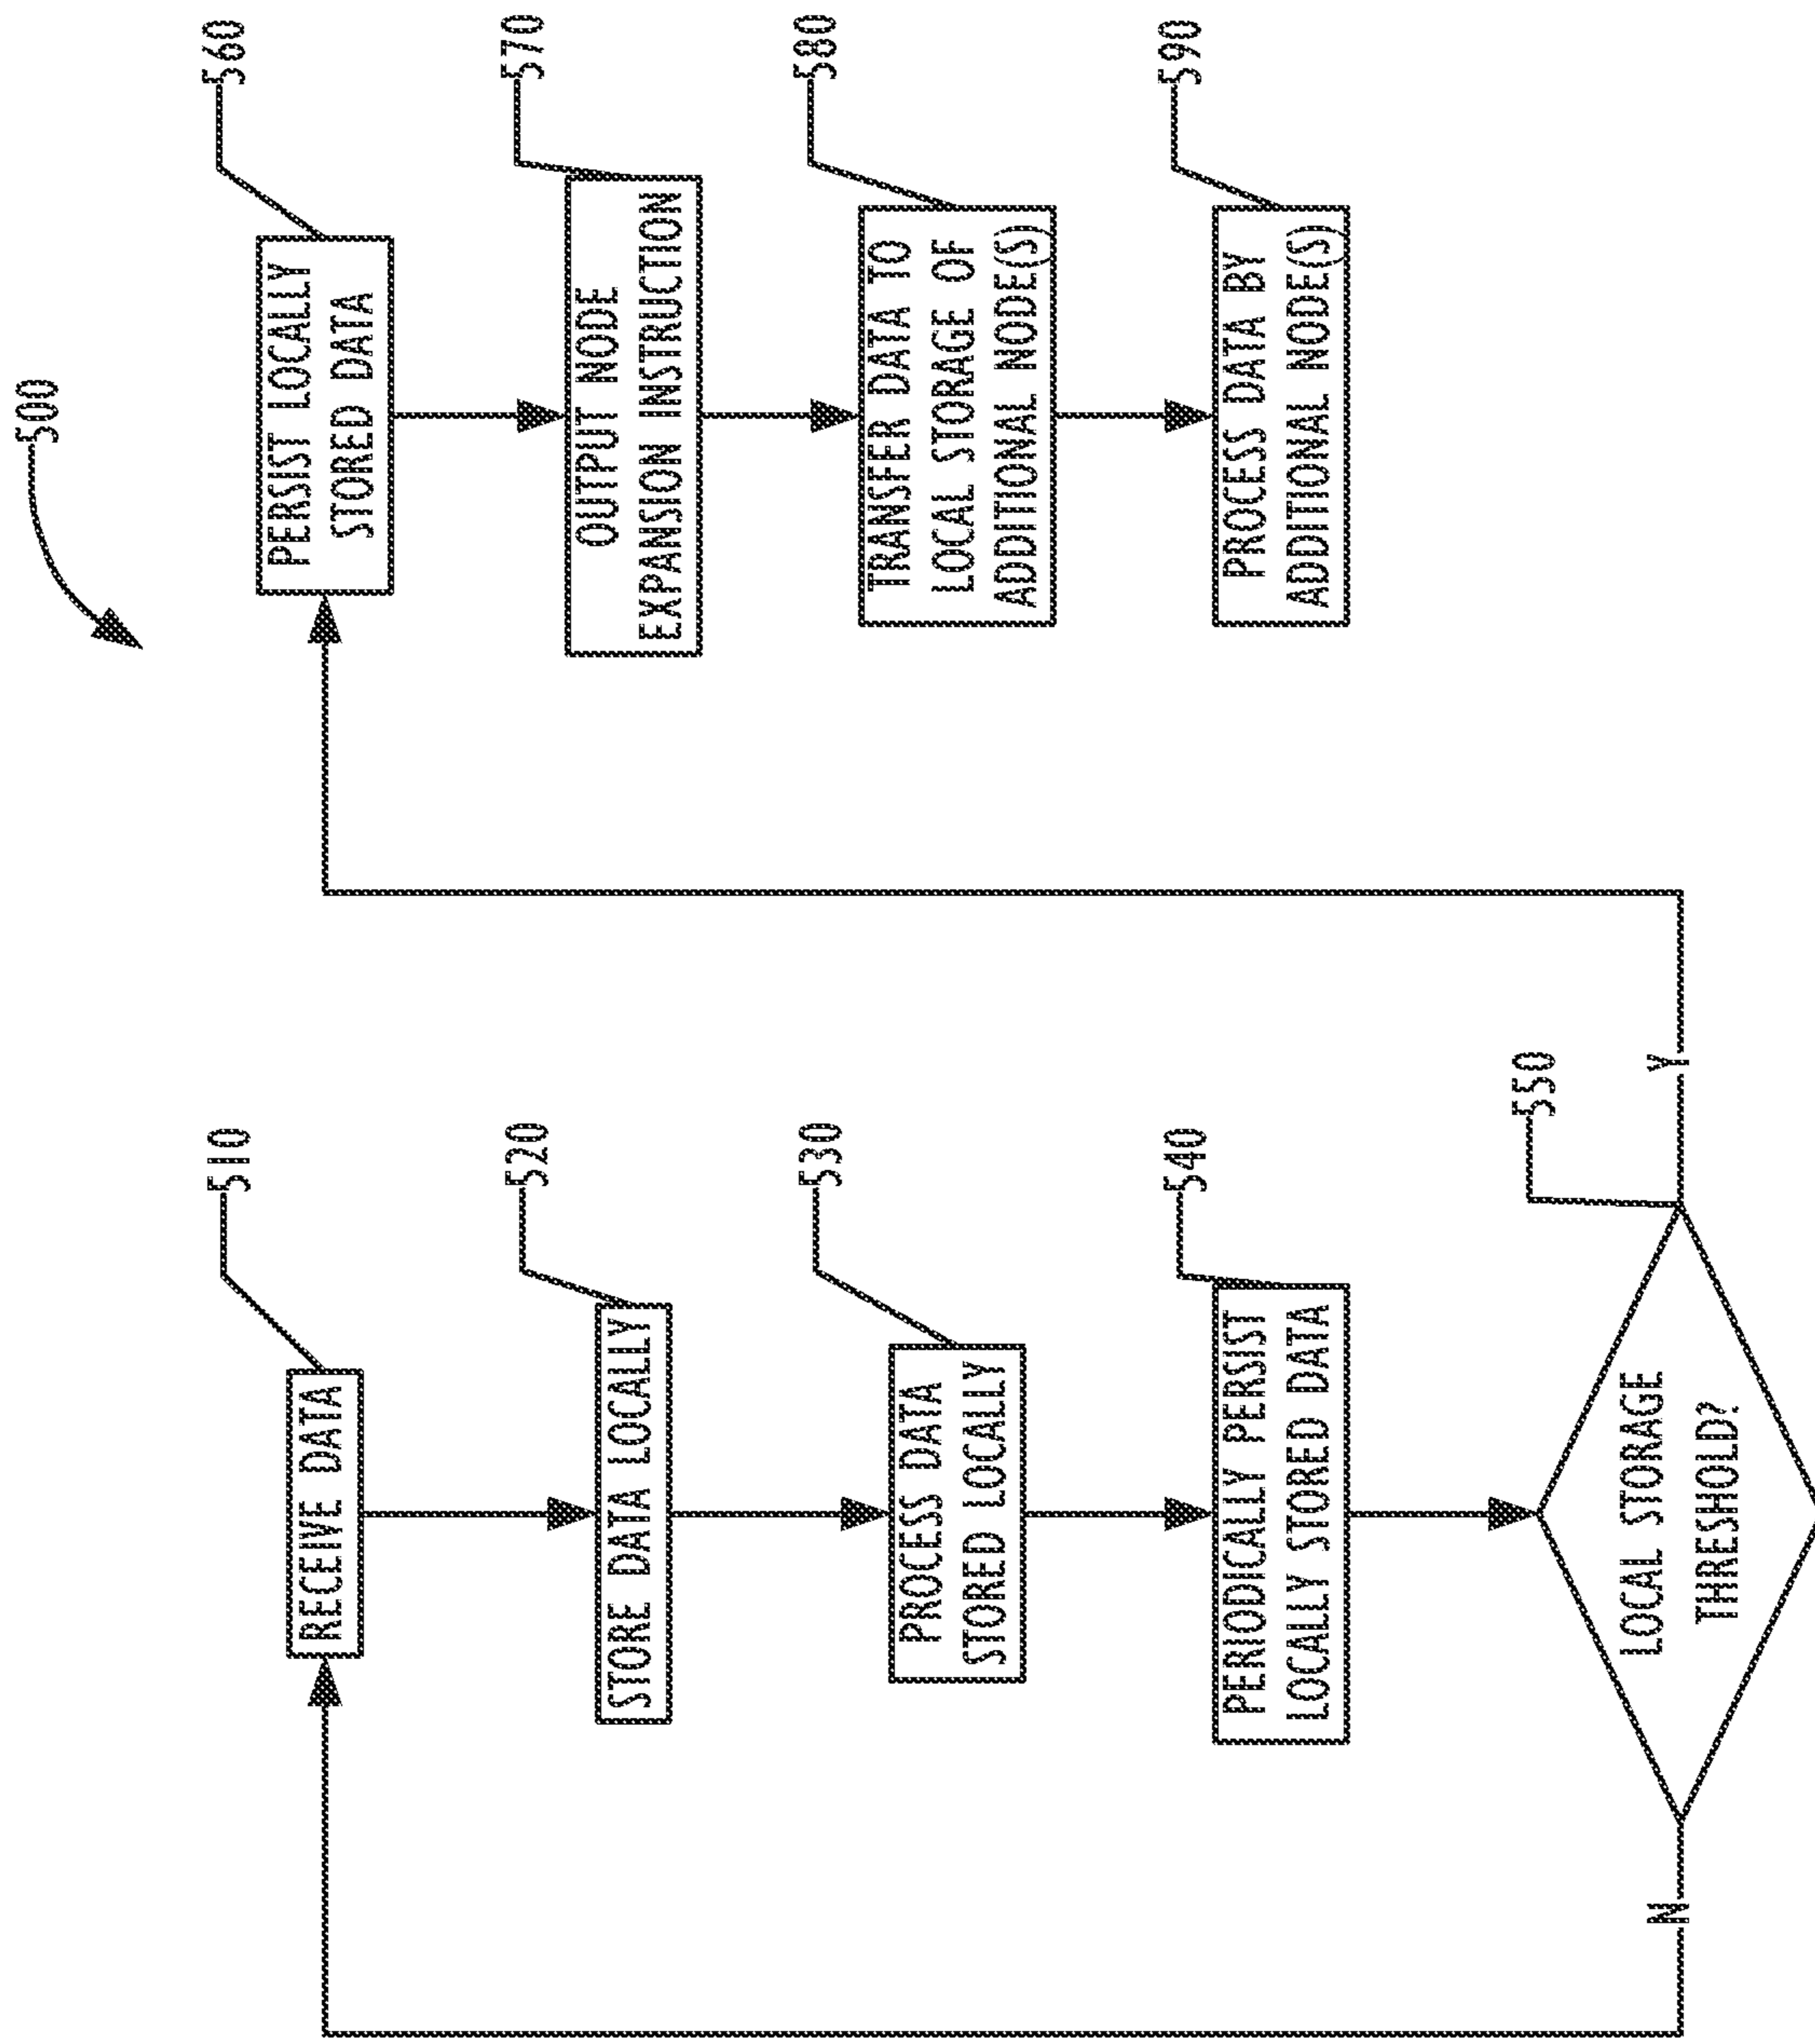 500
510
RECEIVE DATA
520
STORE DATA LOCALLY
530
PROCESS DATA
STORED LOCALLY
540
PERIODICALLY PERSIST
LOCALLY STORED DATA
550
LOCAL STORAGE
THRESHOLD?
N
Y
560
PERSIST LOCALLY
STORED DATA
570
OUTPUT NODE
EXPANSION INSTRUCTION
580
TRANSFER DATA TO
LOCAL STORAGE OF
ADDITIONAL NODE(S)
590
PROCESS DATA BY
ADDITIONAL NODE(S)